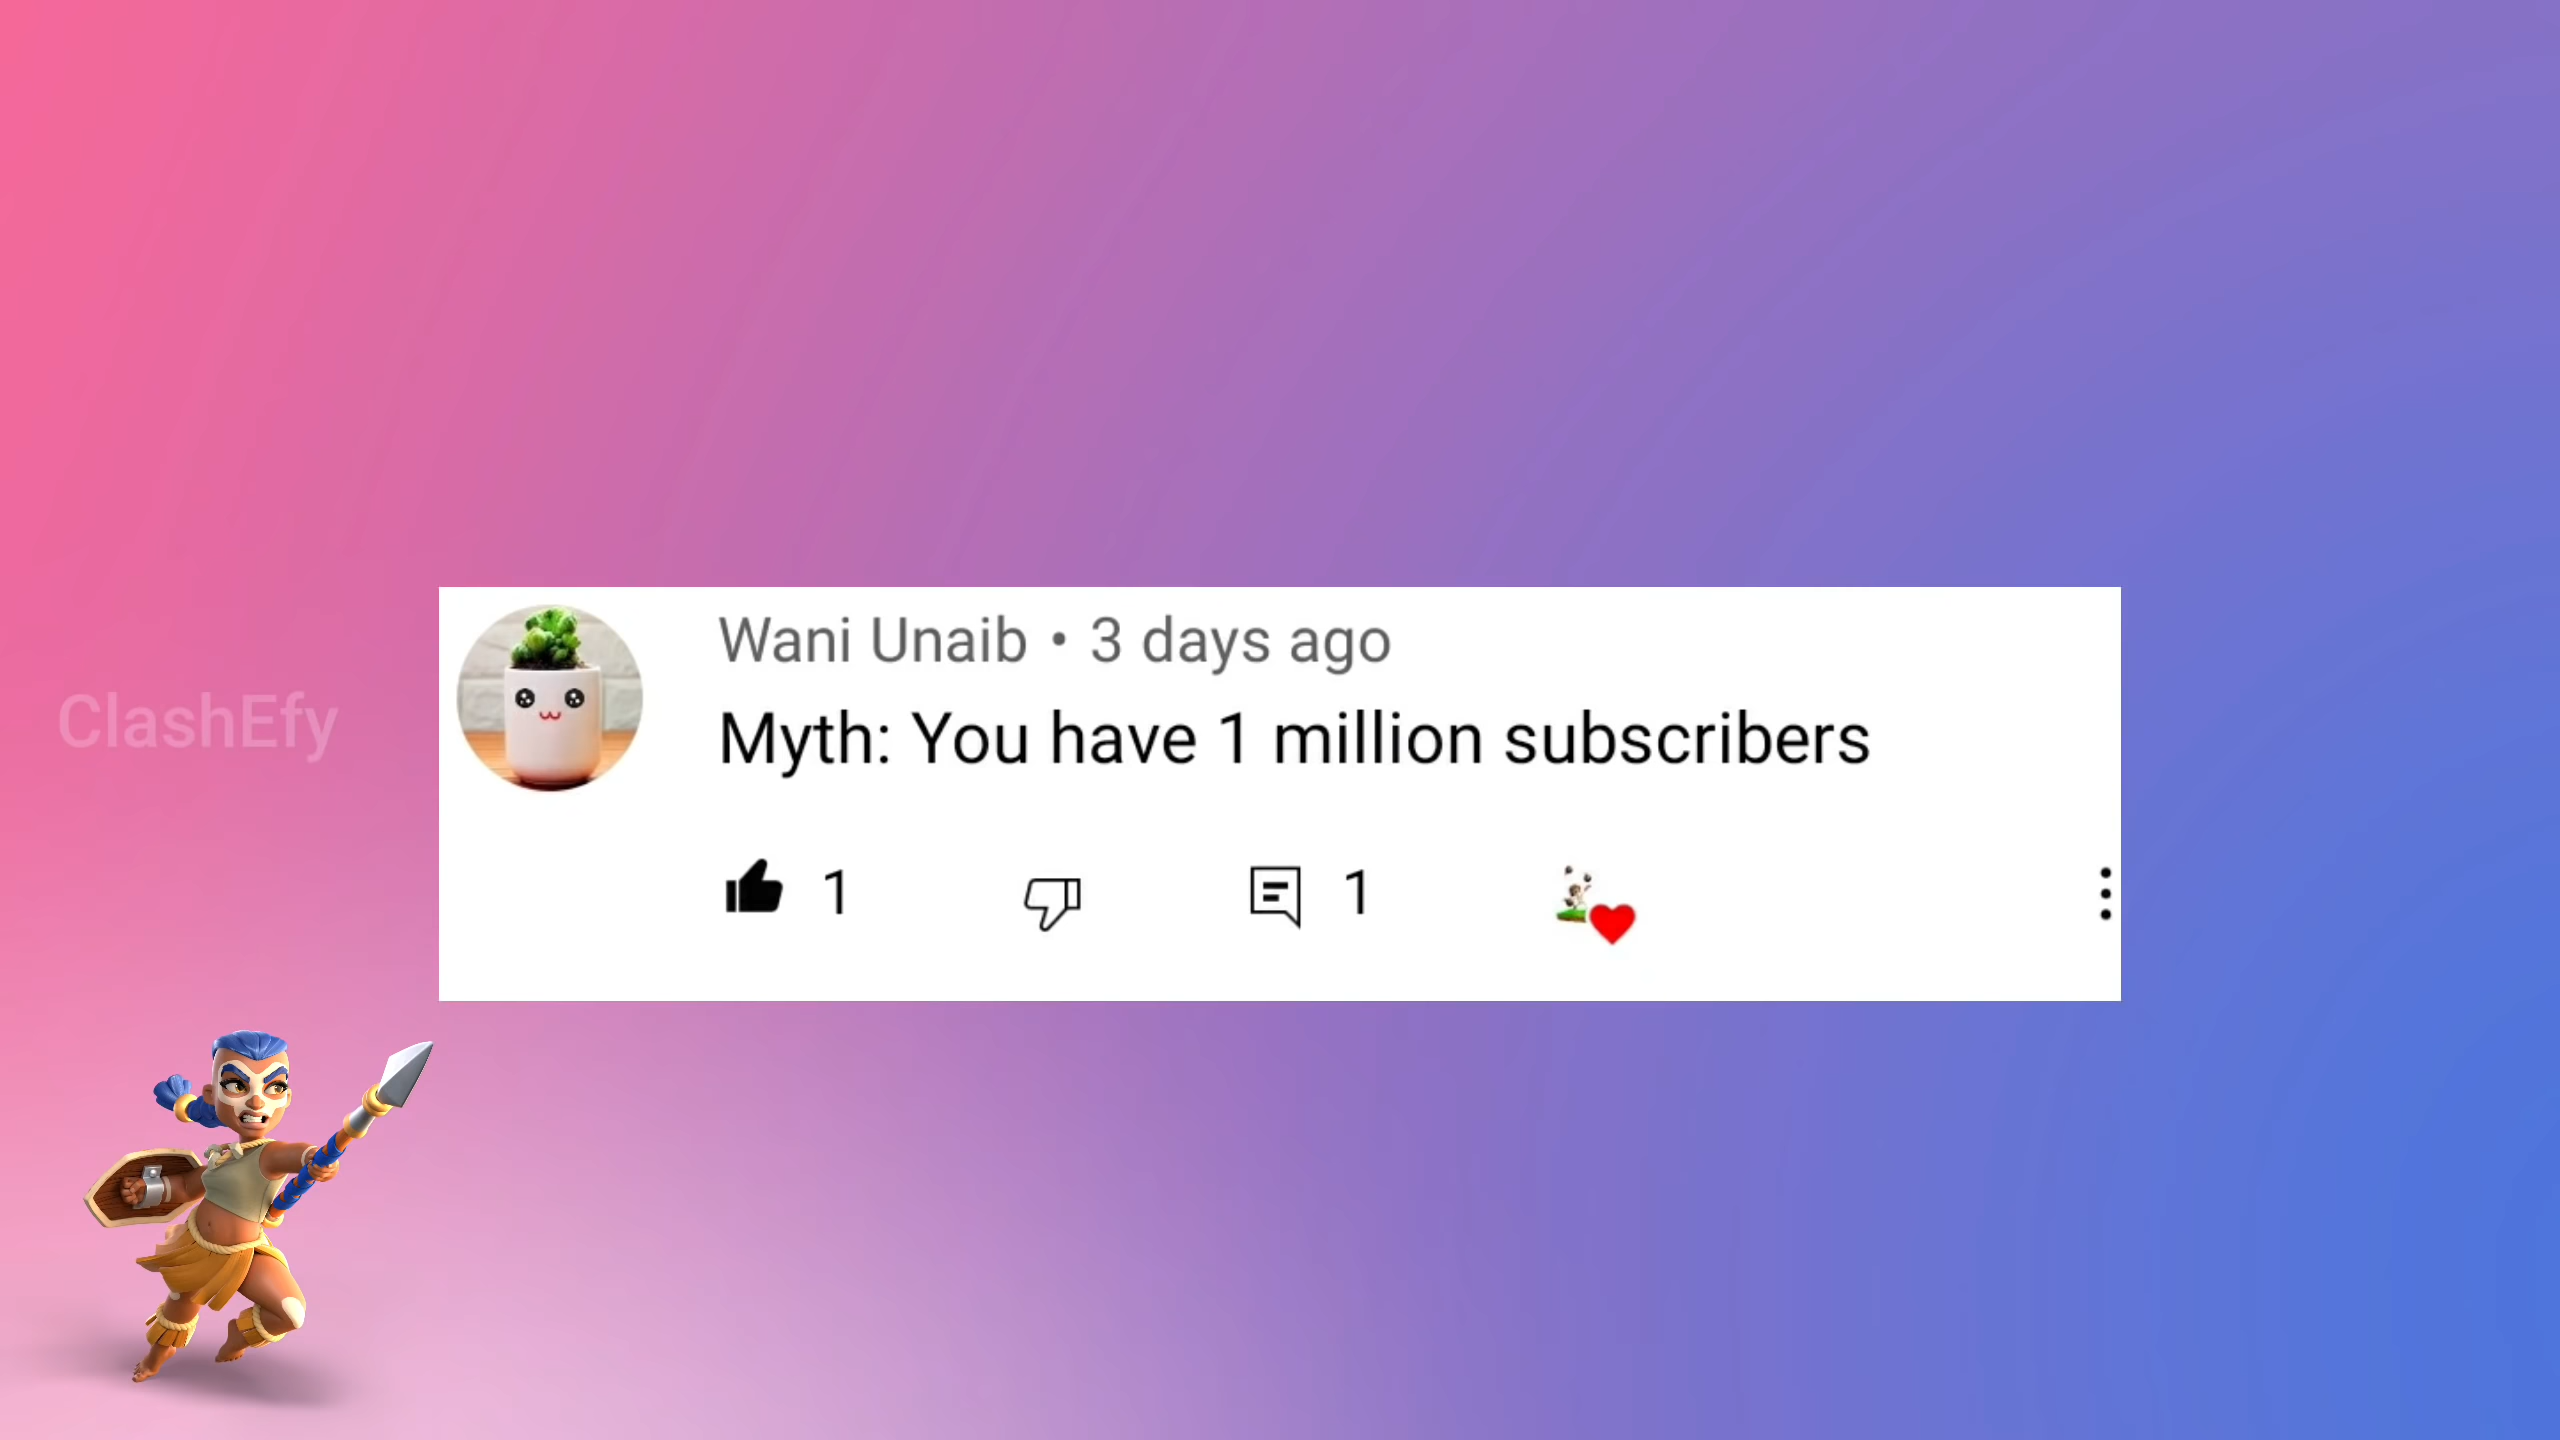 ClashEfy
Wani Unaib • 3 days ago
Myth: You have 1 million subscribers
1
1